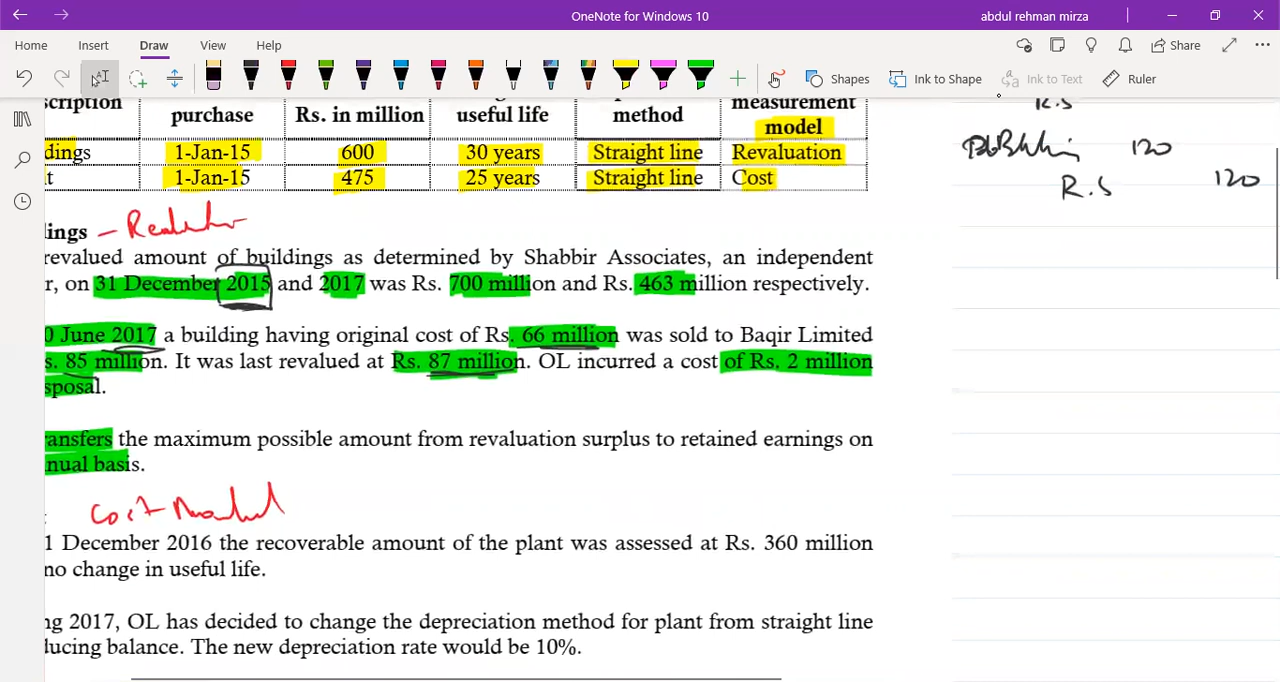 OneNote for Windows 10
abdul rehman mirza
Home Insert Draw View Help
Share
Shapes Ink to Shape Ink to Text Ruler
scription purchase Rs. in million useful life method measurement model
dings 1-Jan-15 600 30 years Straight line Revaluation
t 1-Jan-15 475 25 years Straight line Cost
R.S
120
R.S 120
dings
revalued amount of buildings as determined by Shabbir Associates, an independent
r, on 31 December 2015 and 2017 was Rs. 700 million and Rs. 463 million respectively.
0 June 2017 a building having original cost of Rs. 66 million was sold to Baqir Limited
s. 85 million. It was last revalued at Rs. 87 million. OL incurred a cost of Rs. 2 million
sposal.
ransfers the maximum possible amount from revaluation surplus to retained earnings on
nual basis.
: Cost Model
1 December 2016 the recoverable amount of the plant was assessed at Rs. 360 million
no change in useful life.
ng 2017, OL has decided to change the depreciation method for plant from straight line
ducing balance. The new depreciation rate would be 10%.